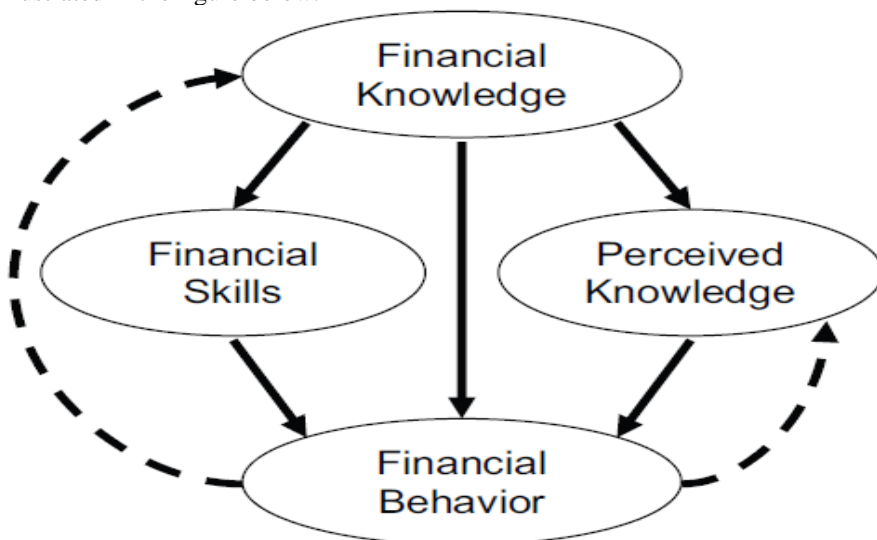 Financial
Knowledge
Financial
Skills
Perceived
Knowledge
Financial
Behavior